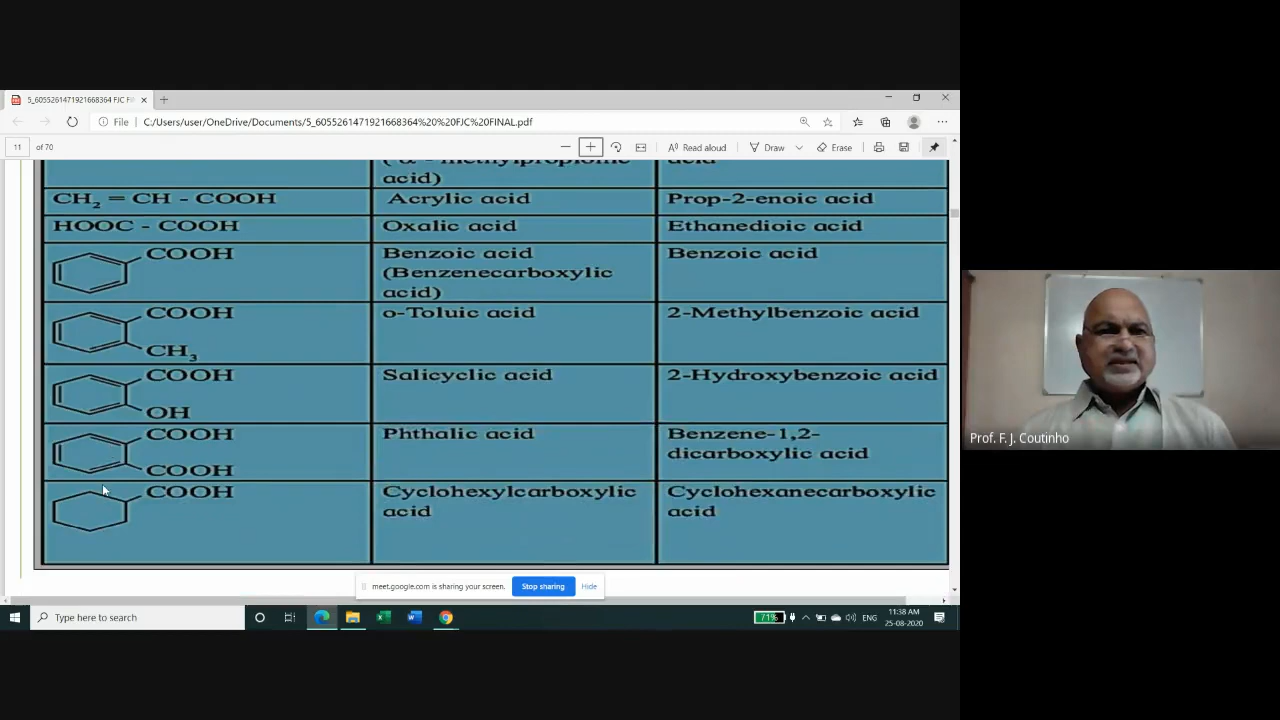 5_6055261471921668364 FJC FI
File C:/Users/user/OneDrive/Documents/5_6055261471921668364%20%20FJC%20FINAL.pdf
11 of 70 Read aloud Draw Erase
(α - methylpropionic acid
acid)
CH2 = CH - COOH Acrylic acid Prop-2-enoic acid
HOOC - COOH Oxalic acid Ethanedioic acid
COOH Benzoic acid Benzoic acid
(Benzenecarboxylic
acid)
COOH o-Toluic acid 2-Methylbenzoic acid
CH3
COOH Salicyclic acid 2-Hydroxybenzoic acid
OH
COOH Phthalic acid Benzene-1,2-
dicarboxylic acid
COOH
COOH Cyclohexylcarboxylic Cyclohexanecarboxylic
acid acid
meet.google.com is sharing your screen. Stop sharing Hide
Type here to search 71% ENG 11:38 AM
25-08-2020
Prof. F. J. Coutinho